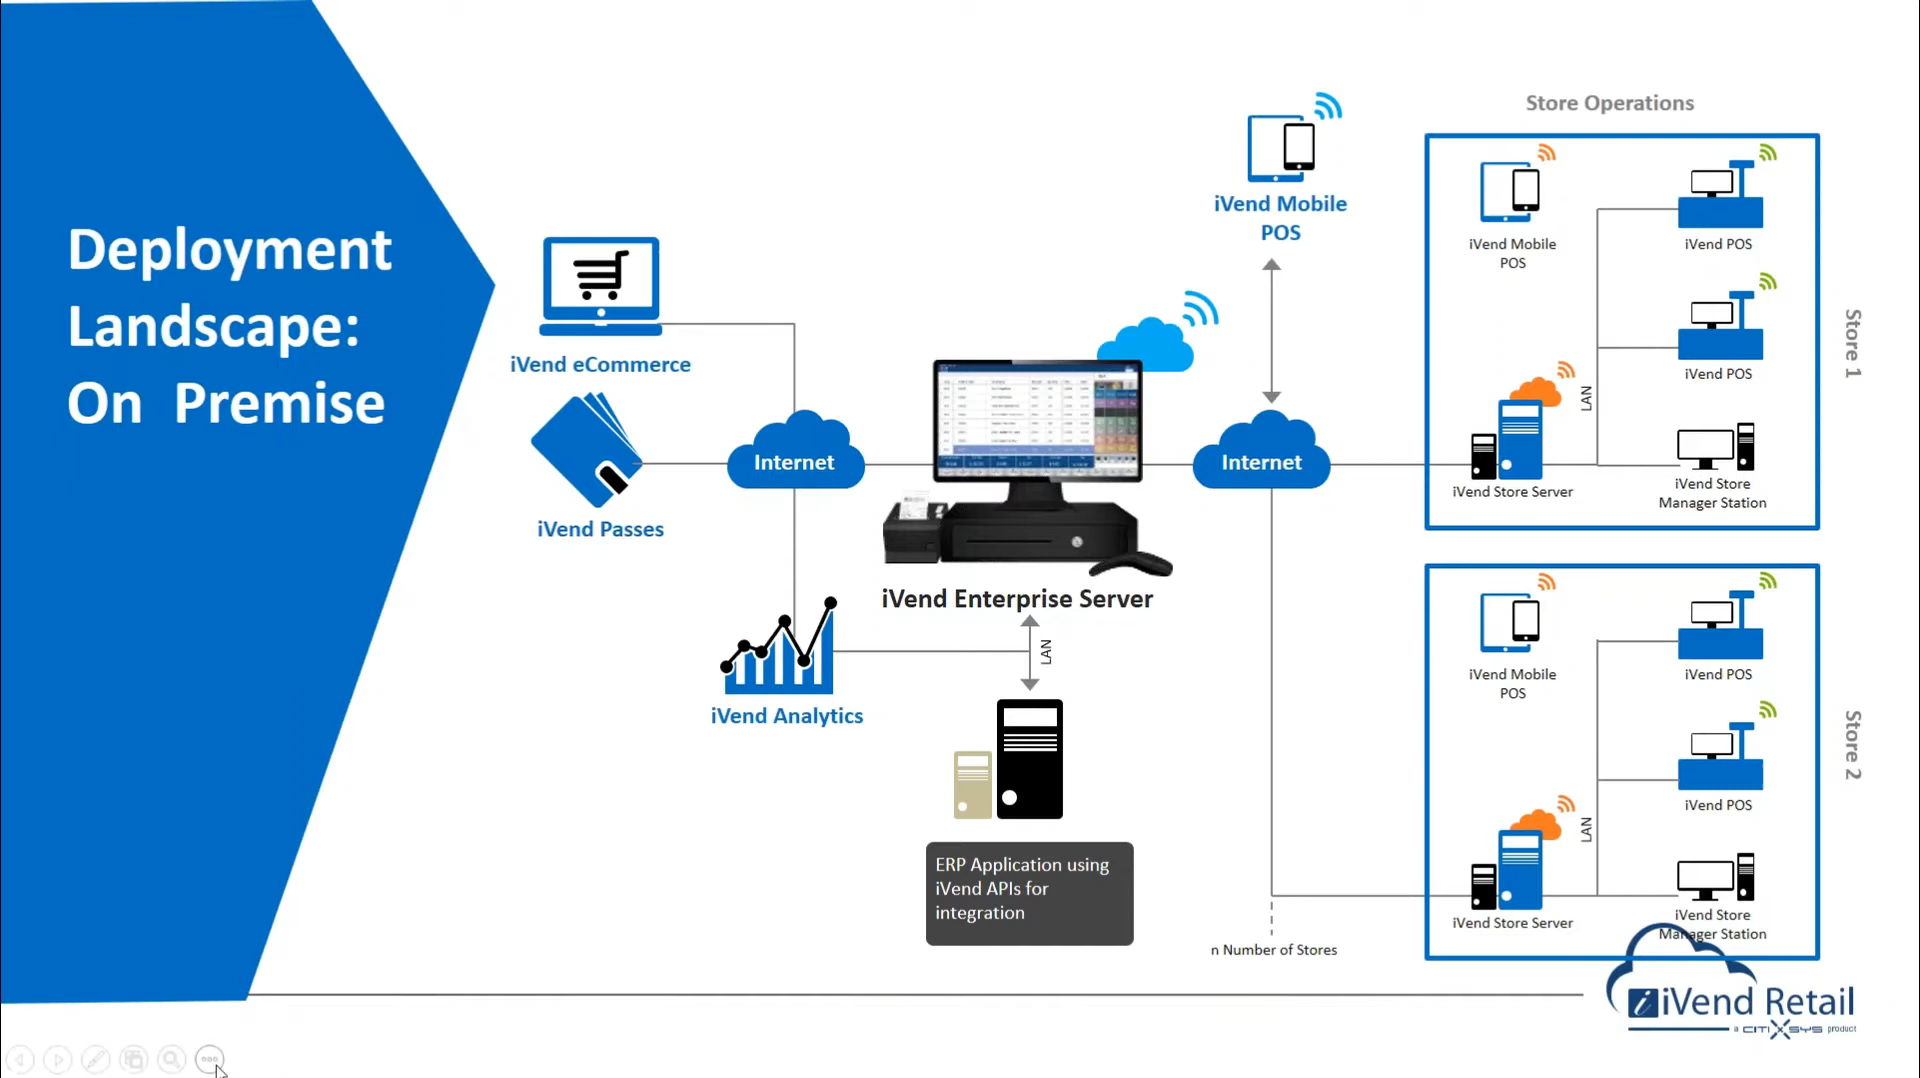 Deployment
Landscape:
On Premise
iVend eCommerce
iVend Passes
Internet
iVend Analytics
iVend Enterprise Server
LAN
ERP Application using
iVend APIs for
integration
iVend Mobile
POS
Internet
n Number of Stores
Store Operations
iVend Mobile
POS
iVend POS
iVend POS
LAN
iVend Store Server
iVend Store
Manager Station
Store 1
iVend Mobile
POS
iVend POS
iVend POS
LAN
iVend Store Server
iVend Store
Manager Station
Store 2
i iVend Retail
a CITIXSYS product